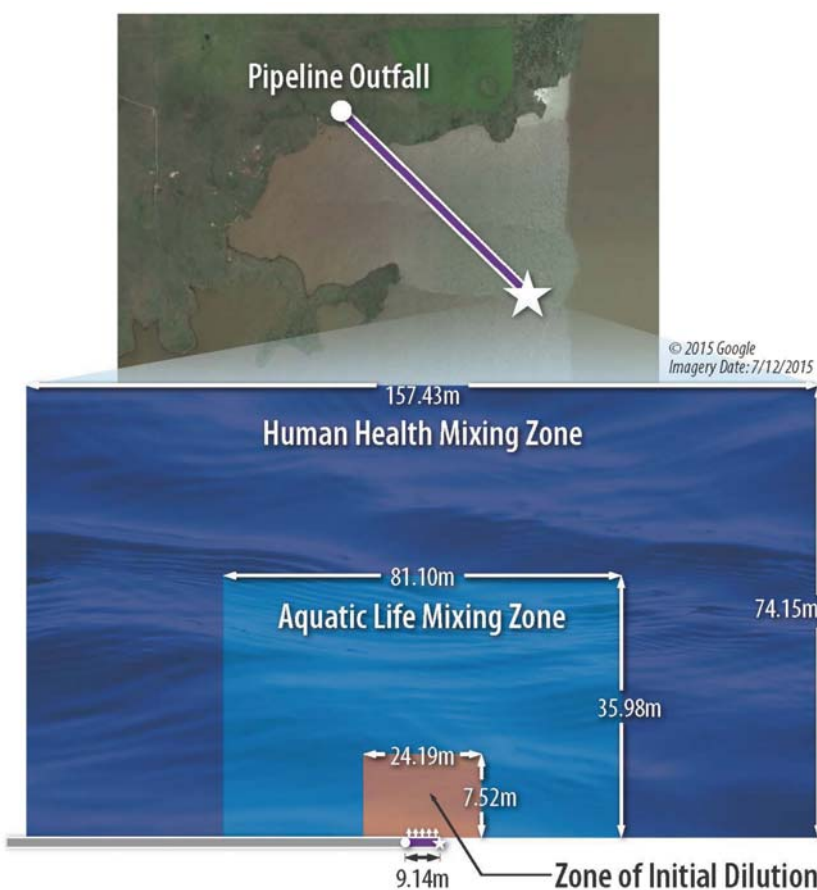 Pipeline Outfall
© 2015 Google
Imagery Date: 7/12/2015
157.43m
Human Health Mixing Zone
81.10m
Aquatic Life Mixing Zone
74.15m
35.98m
24.19m
7.52m
9.14m
Zone of Initial Dilution